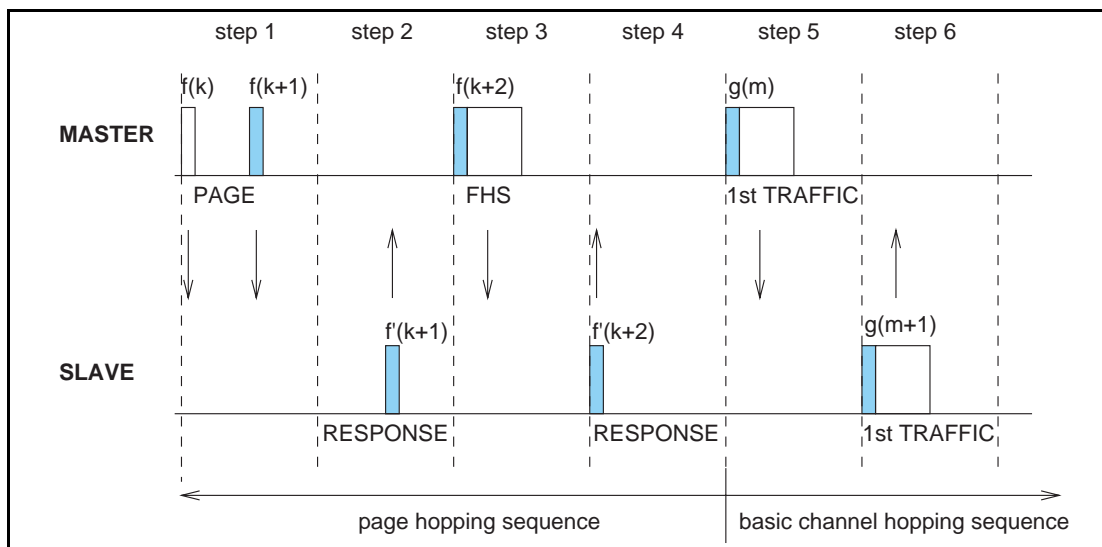 step 1 step 2 step 3 step 4 step 5 step 6
f(k) f(k+1) f(k+2) g(m)
MASTER
PAGE FHS 1st TRAFFIC
f'(k+1) f'(k+2) g(m+1)
SLAVE
RESPONSE RESPONSE 1st TRAFFIC
page hopping sequence basic channel hopping sequence